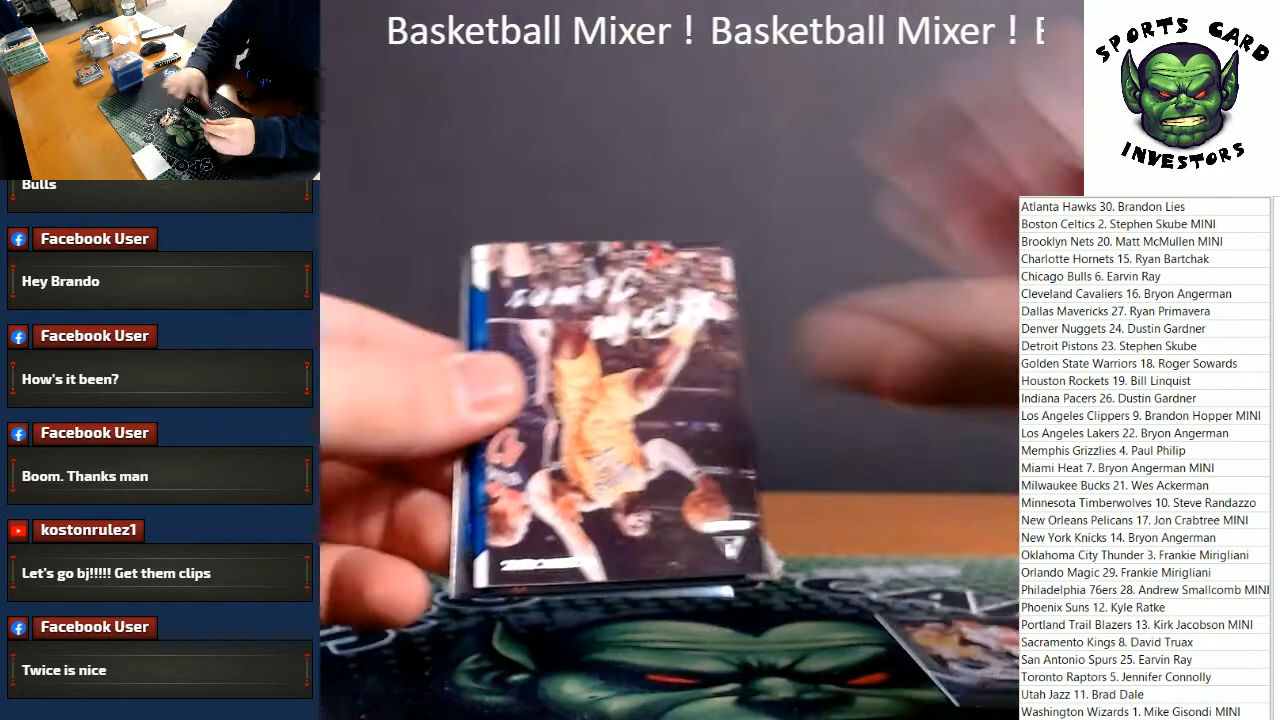 Basketball Mixer ! Basketball Mixer !
SPORTS CARD
INVESTORS
Bulls
Facebook User
Hey Brando
Facebook User
How's it been?
Facebook User
Boom. Thanks man
kostonrulez1
Let's go bj!!!!! Get them clips
Facebook User
Twice is nice
Atlanta Hawks 30. Brandon Lies
Boston Celtics 2. Stephen Skube MINI
Brooklyn Nets 20. Matt McMullen MINI
Charlotte Hornets 15. Ryan Bartchak
Chicago Bulls 6. Earvin Ray
Cleveland Cavaliers 16. Bryon Angerman
Dallas Mavericks 27. Ryan Primavera
Denver Nuggets 24. Dustin Gardner
Detroit Pistons 23. Stephen Skube
Golden State Warriors 18. Roger Sowards
Houston Rockets 19. Bill Linquist
Indiana Pacers 26. Dustin Gardner
Los Angeles Clippers 9. Brandon Hopper MINI
Los Angeles Lakers 22. Bryon Angerman
Memphis Grizzlies 4. Paul Philip
Miami Heat 7. Bryon Angerman MINI
Milwaukee Bucks 21. Wes Ackerman
Minnesota Timberwolves 10. Steve Randazzo
New Orleans Pelicans 17. Jon Crabtree MINI
New York Knicks 14. Bryon Angerman
Oklahoma City Thunder 3. Frankie Mirigliani
Orlando Magic 29. Frankie Mirigliani
Philadelphia 76ers 28. Andrew Smallcomb MINI
Phoenix Suns 12. Kyle Ratke
Portland Trail Blazers 13. Kirk Jacobson MINI
Sacramento Kings 8. David Truax
San Antonio Spurs 25. Earvin Ray
Toronto Raptors 5. Jennifer Connolly
Utah Jazz 11. Brad Dale
Washington Wizards 1. Mike Gisondi MINI